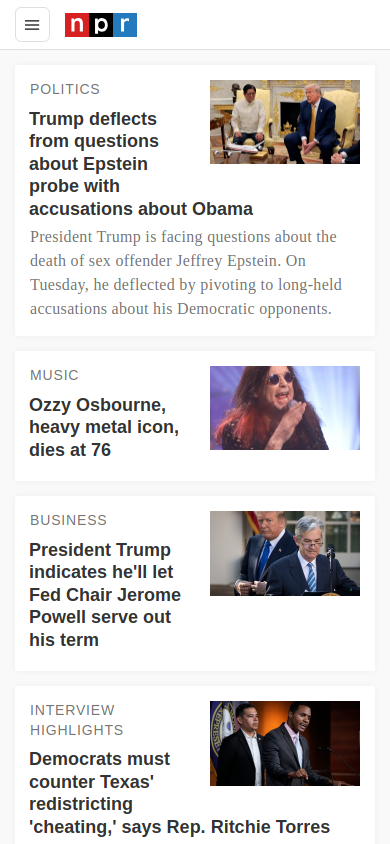 npr
POLITICS
Trump deflects
from questions
about Epstein
probe with
accusations about Obama
President Trump is facing questions about the
death of sex offender Jeffrey Epstein. On
Tuesday, he deflected by pivoting to long-held
accusations about his Democratic opponents.
MUSIC
Ozzy Osbourne,
heavy metal icon,
dies at 76
BUSINESS
President Trump
indicates he'll let
Fed Chair Jerome
Powell serve out
his term
INTERVIEW
HIGHLIGHTS
Democrats must
counter Texas'
redistricting
'cheating,' says Rep. Ritchie Torres